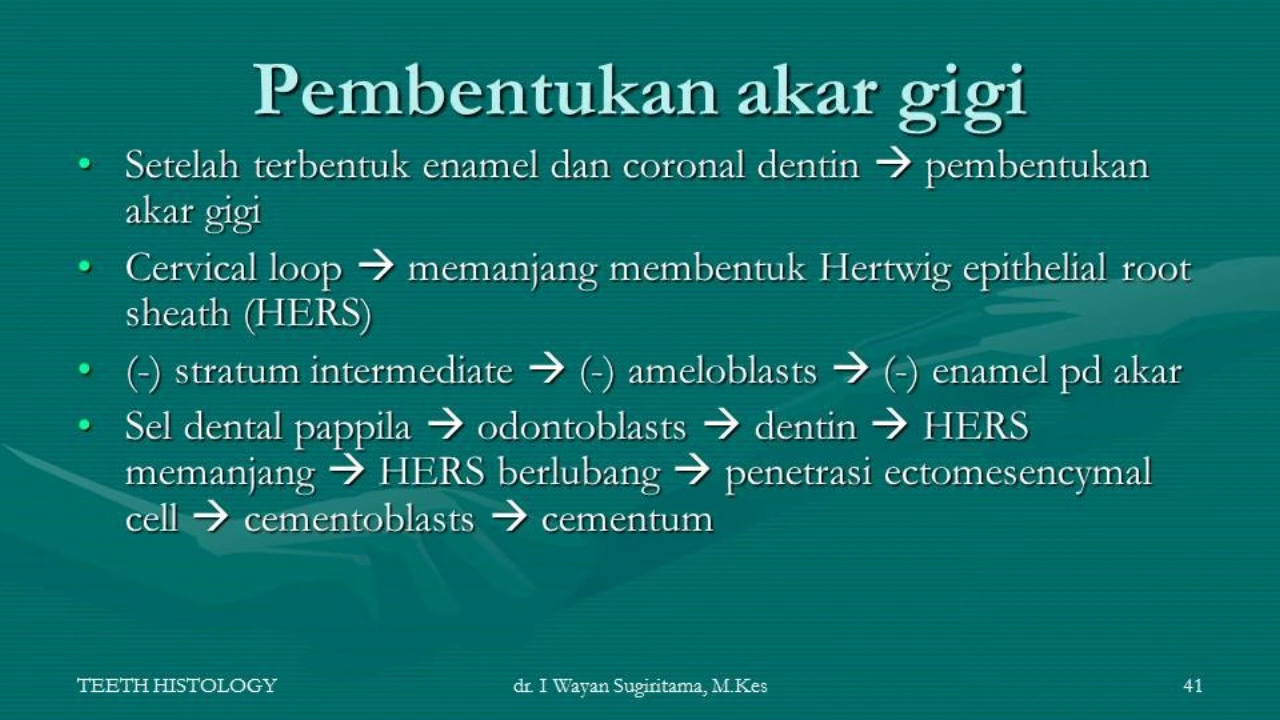 Pembentukan akar gigi
• Setelah terbentuk enamel dan coronal dentin → pembentukan
akar gigi
• Cervical loop → memanjang membentuk Hertwig epithelial root
sheath (HERS)
• (-) stratum intermediate → (-) ameloblasts → (-) enamel pd akar
• Sel dental pappila → odontoblasts → dentin → HERS
memanjang → HERS berlubang → penetrasi ectomesencymal
cell → cementoblasts → cementum
TEETH HISTOLOGY
dr. I Wayan Sugiritama, M.Kes
41